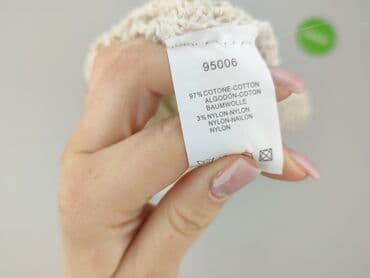 95006
97% COTONE-COTTON
ALGODÓN-COTON
BAUMWOLLE
3% NYLON-NYLON
NYLON-NAILON
NYLON